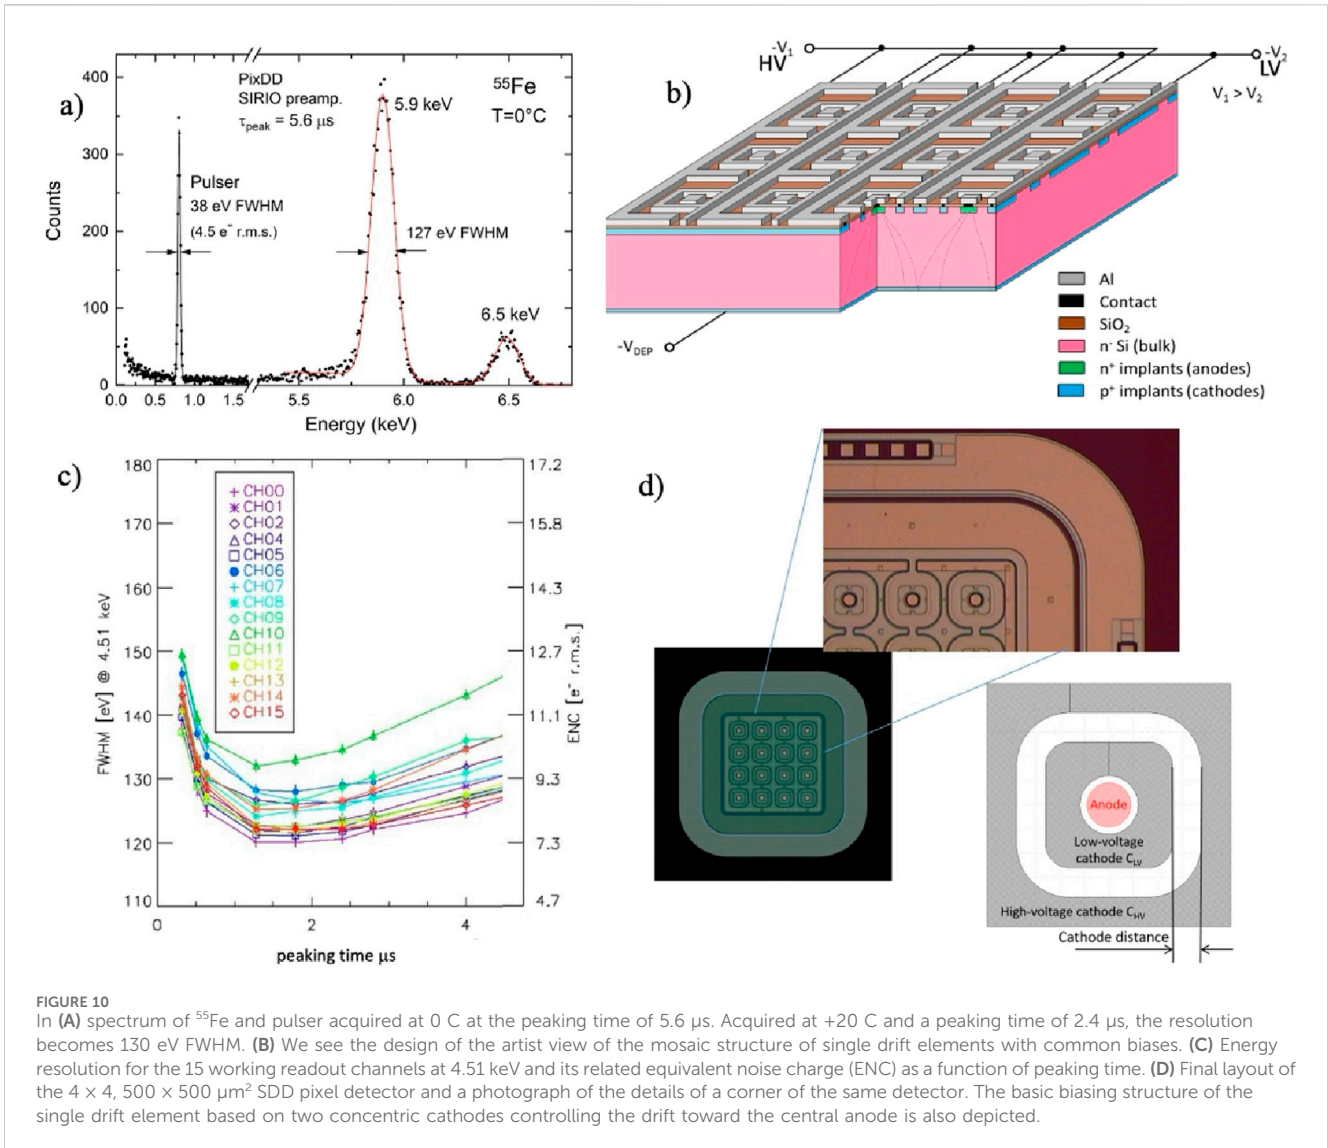 a)
400
300
200
100
0
Counts
PixDD
SIRIO preamp.
τpeak = 5.6 µs
⁵⁵Fe
T=0°C
5.9 keV
Pulser
38 eV FWHM
(4.5 e⁻ r.m.s.)
127 eV FWHM
6.5 keV
0.0 0.5 1.0 1.5 5.5 6.0 6.5
Energy (keV)
b)
-V₁
HV
-V₂
LV
V₁ > V₂
-V_DEP
Al
Contact
SiO₂
n⁻ Si (bulk)
n⁺ implants (anodes)
p⁺ implants (cathodes)
c)
180
170
160
150
140
130
120
110
FWHM [eV] @ 4.51 keV
CH00
CH01
CH02
CH04
CH05
CH06
CH07
CH08
CH09
CH10
CH11
CH12
CH13
CH14
CH15
17.2
15.8
14.3
12.7
11.1
9.3
7.3
4.7
ENC [e⁻ r.m.s.]
0 2 4
peaking time µs
d)
Anode
Low-voltage
cathode C_LV
High-voltage cathode C_HV
Cathode distance
FIGURE 10
In (A) spectrum of ⁵⁵Fe and pulser acquired at 0 C at the peaking time of 5.6 µs. Acquired at +20 C and a peaking time of 2.4 µs, the resolution
becomes 130 eV FWHM. (B) We see the design of the artist view of the mosaic structure of single drift elements with common biases. (C) Energy
resolution for the 15 working readout channels at 4.51 keV and its related equivalent noise charge (ENC) as a function of peaking time. (D) Final layout of
the 4 × 4, 500 × 500 µm² SDD pixel detector and a photograph of the details of a corner of the same detector. The basic biasing structure of the
single drift element based on two concentric cathodes controlling the drift toward the central anode is also depicted.